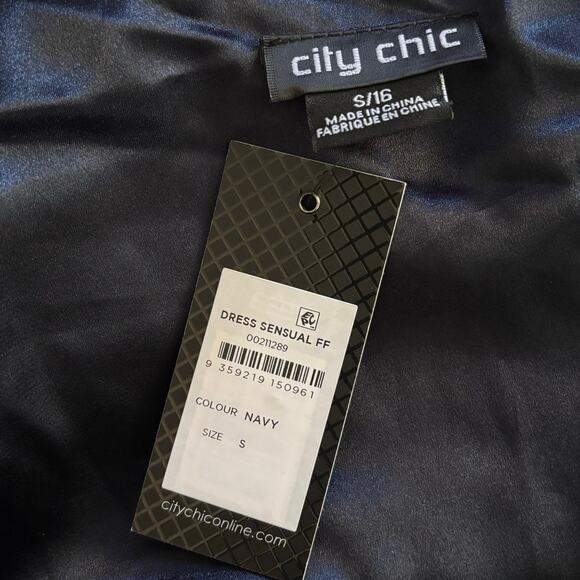 city chic
S/16
MADE IN CHINA
FABRIQUE EN CHINE
DRESS SENSUAL FF
00211289
9 359219 150961
COLOUR NAVY
SIZE S
citychiconline.com